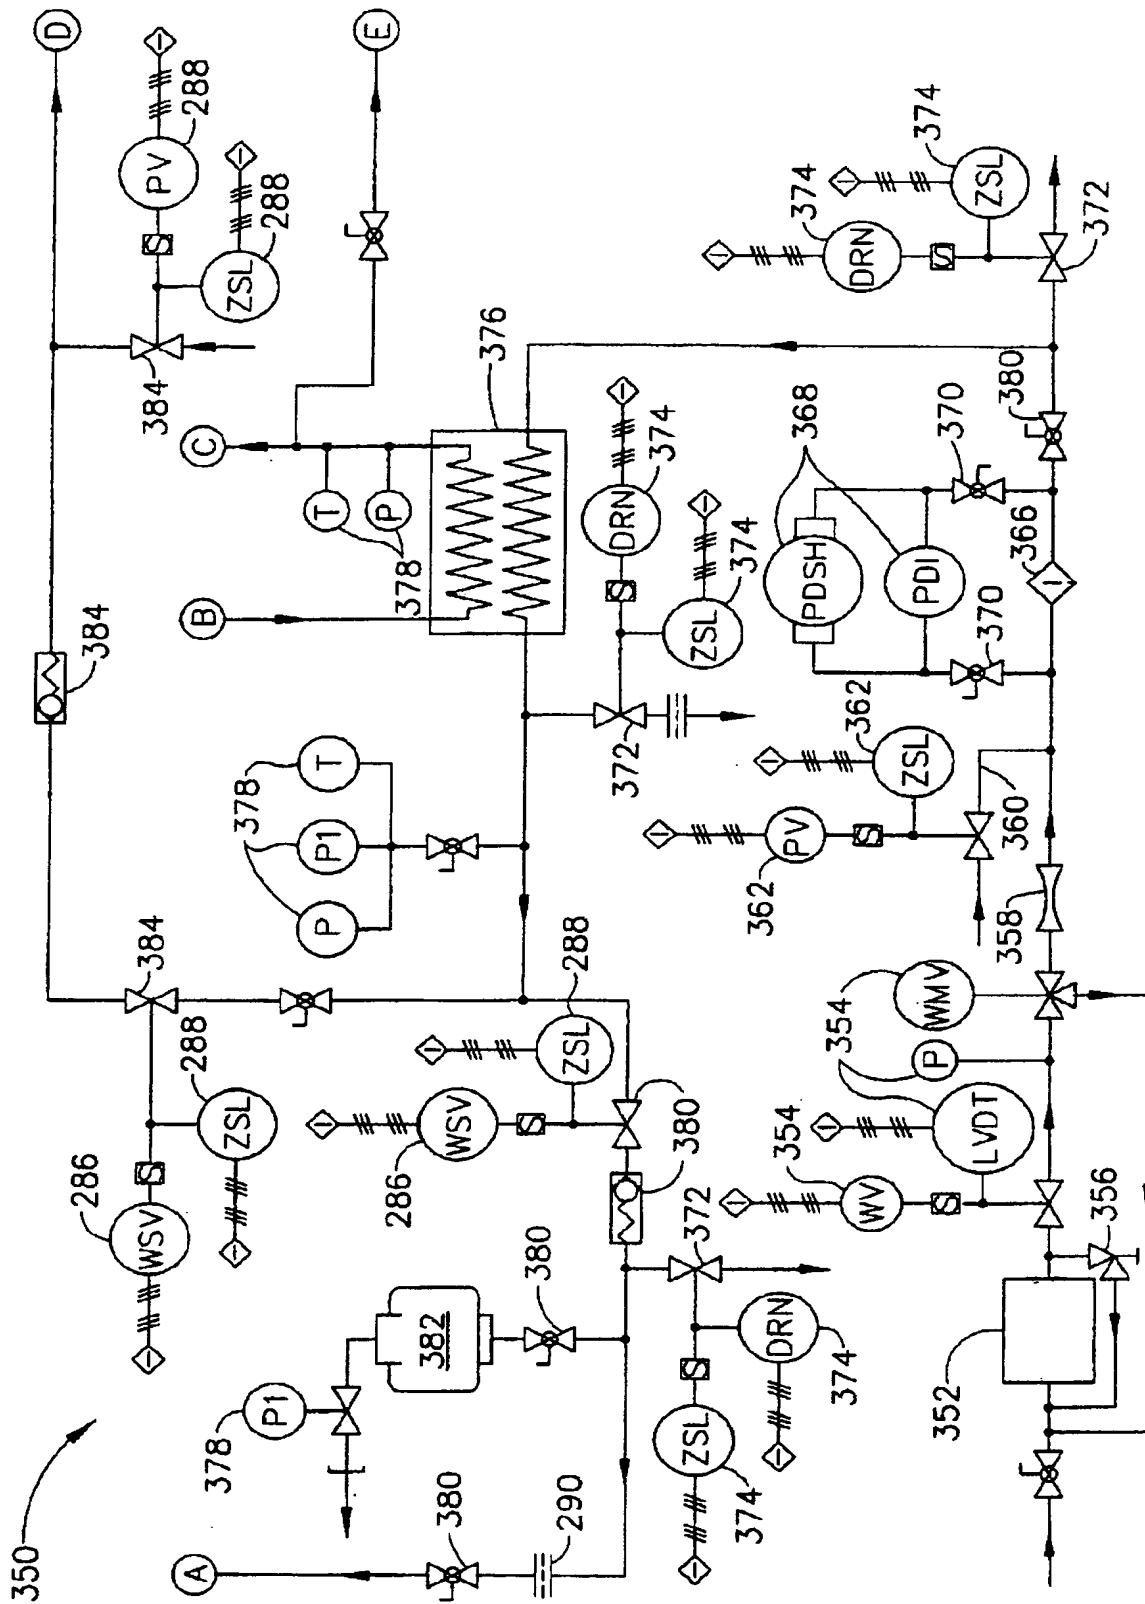 350
A
380
290
P1
378
382
380
WSV
286
ZSL
288
384
384
D
PV
288
ZSL
288
384
E
C
B
T
P
378
376
P
P1
T
378
WSV
286
ZSL
288
380
372
DRN
374
ZSL
374
DRN
374
ZSL
374
372
PDSH
PDI
368
370
370
366
380
DRN
374
ZSL
374
372
PV
362
ZSL
362
360
358
WMV
354
P
LVDT
354
WV
356
352